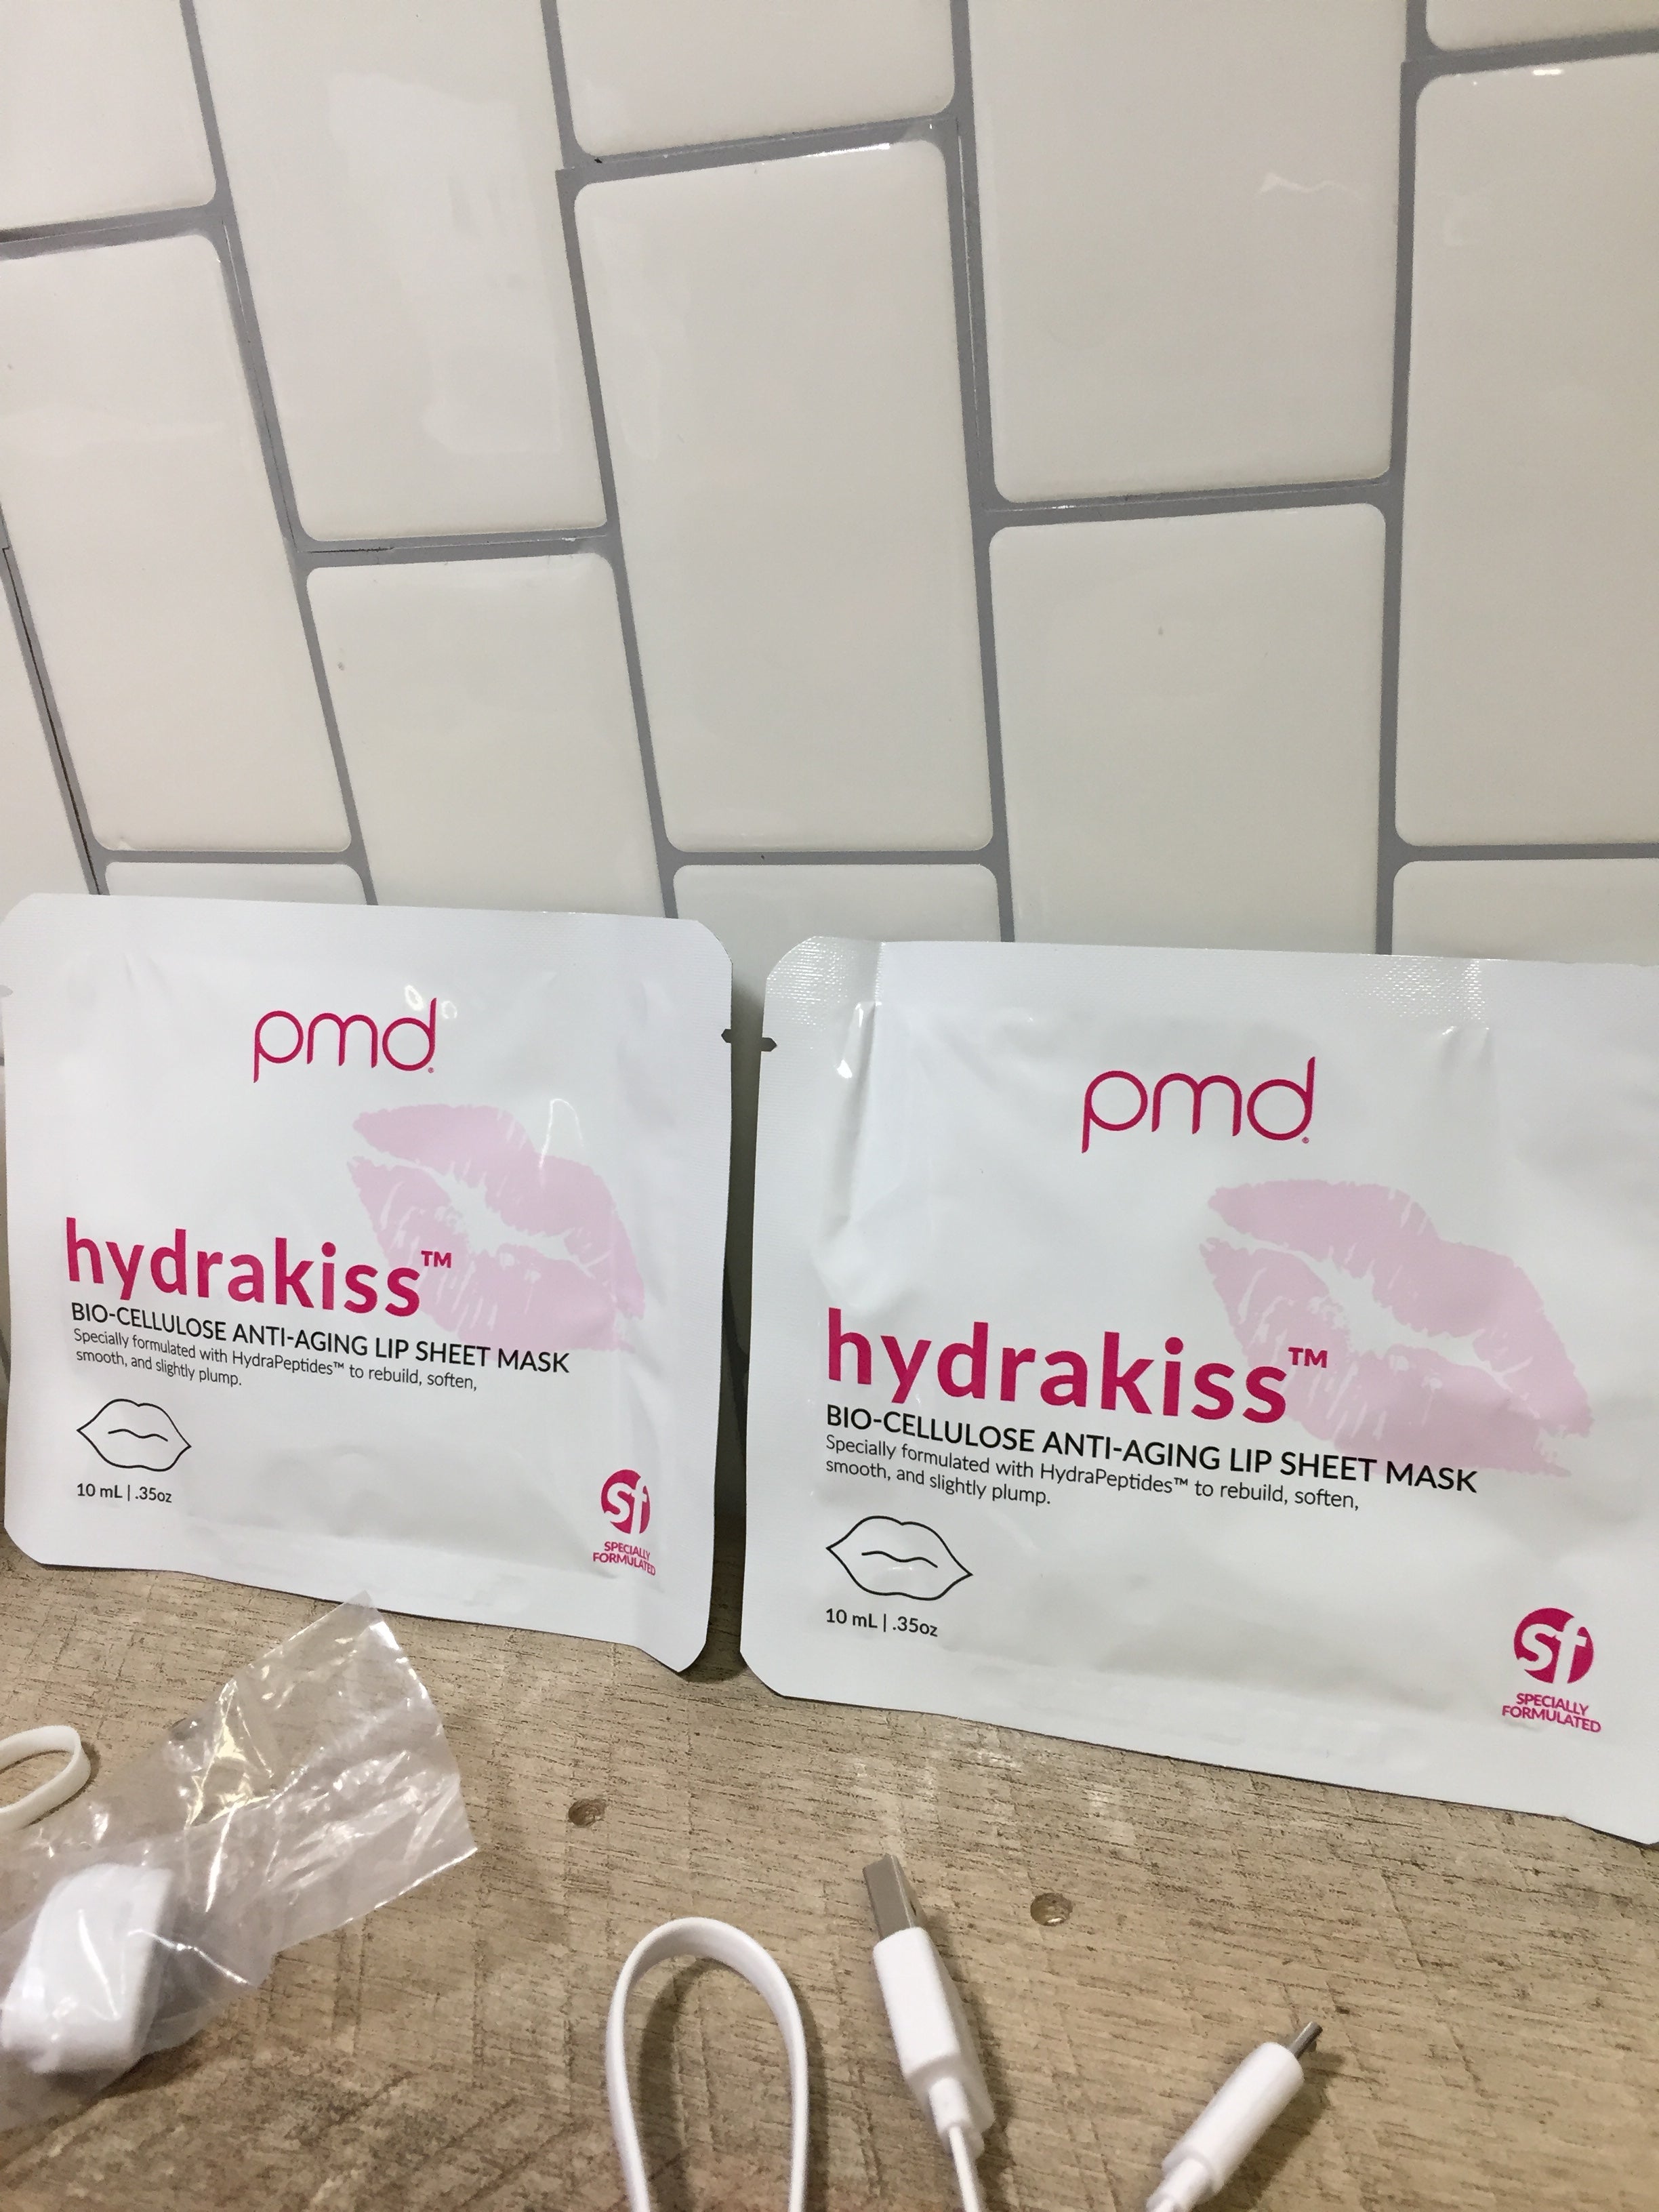 pmd®
hydrakiss™
BIO-CELLULOSE ANTI-AGING LIP SHEET MASK
Specially formulated with HydraPeptides™ to rebuild, soften,
smooth, and slightly plump.
10 mL | .35oz
sf
SPECIALLY
FORMULATED
pmd®
hydrakiss™
BIO-CELLULOSE ANTI-AGING LIP SHEET MASK
Specially formulated with HydraPeptides™ to rebuild, soften,
smooth, and slightly plump.
10 mL | .35oz
sf
SPECIALLY
FORMULATED